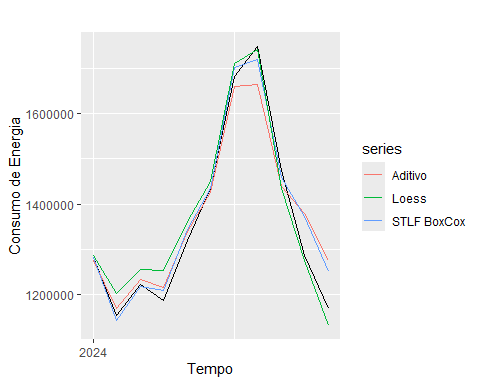 Consumo de Energia
1600000
1400000
1200000
2024
Tempo
series
Aditivo
Loess
STLF BoxCox